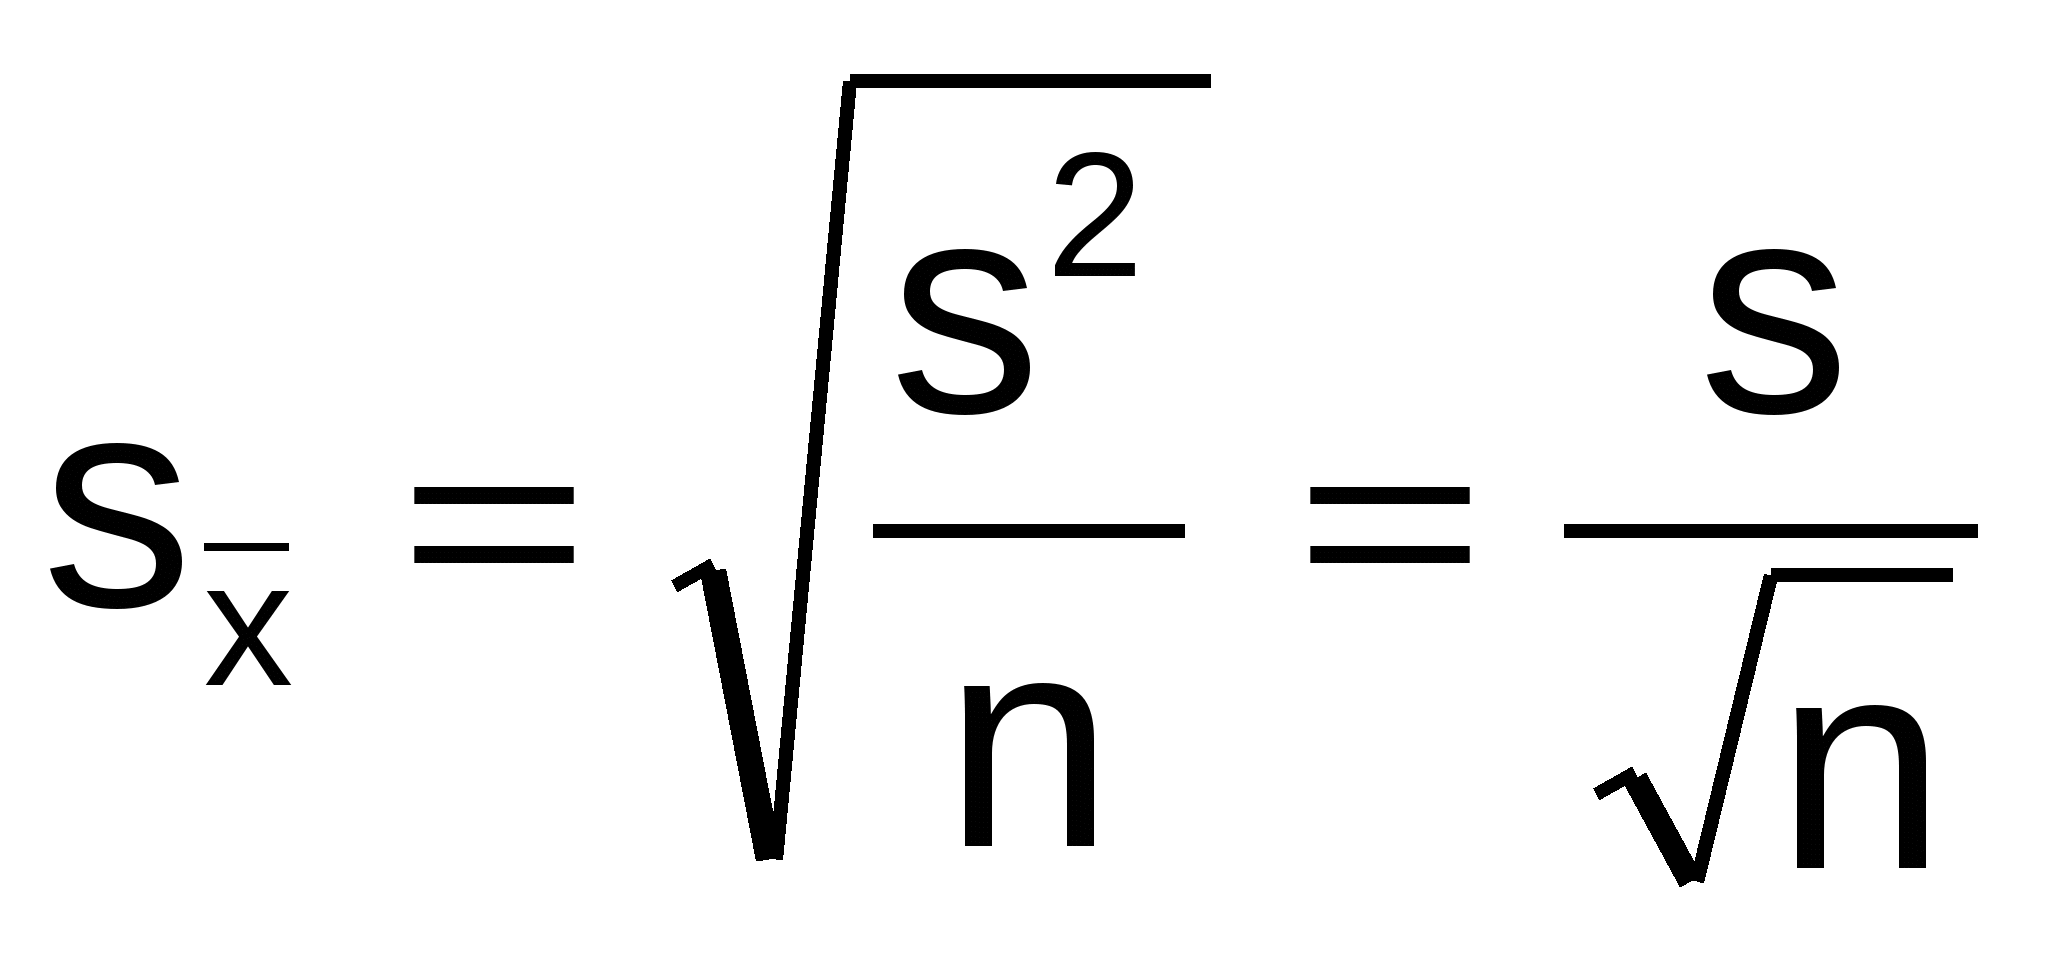 s_x̄ = √(s²/n) = s/√n